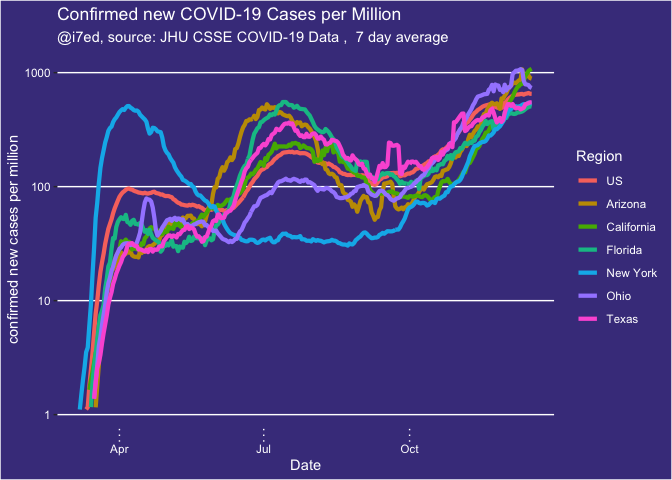 Confirmed new COVID-19 Cases per Million
@i7ed, source: JHU CSSE COVID-19 Data ,  7 day average
1000
100
10
1
confirmed new cases per million
Apr
Jul
Oct
Date
Region
US
Arizona
California
Florida
New York
Ohio
Texas